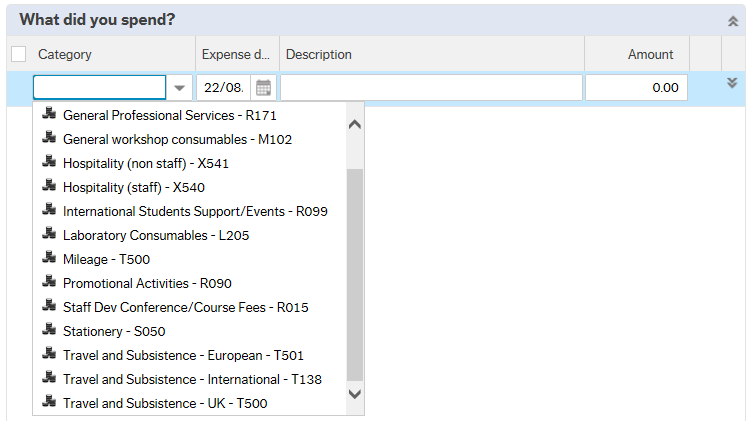 What did you spend?
Category Expense d... Description Amount
22/08. 0.00
General Professional Services - R171
General workshop consumables - M102
Hospitality (non staff) - X541
Hospitality (staff) - X540
International Students Support/Events - R099
Laboratory Consumables - L205
Mileage - T500
Promotional Activities - R090
Staff Dev Conference/Course Fees - R015
Stationery - S050
Travel and Subsistence - European - T501
Travel and Subsistence - International - T138
Travel and Subsistence - UK - T500